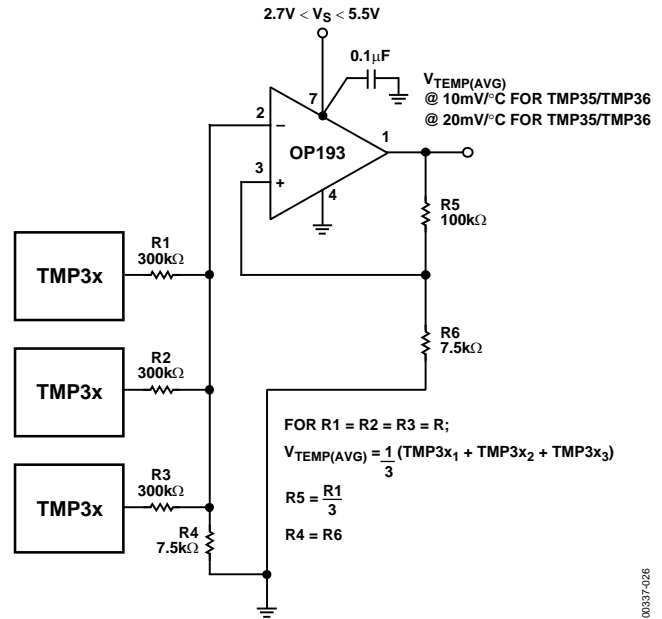 2.7V < VS < 5.5V
0.1µF
VTEMP(AVG)
@ 10mV/°C FOR TMP35/TMP36
@ 20mV/°C FOR TMP35/TMP36
7
2
−
1
OP193
3
+
4
R5
100kΩ
TMP3x
R1
300kΩ
R6
7.5kΩ
TMP3x
R2
300kΩ
FOR R1 = R2 = R3 = R;
VTEMP(AVG) = 1/3 (TMP3x1 + TMP3x2 + TMP3x3)
TMP3x
R3
300kΩ
R5 = R1/3
R4
7.5kΩ
R4 = R6
00337-026